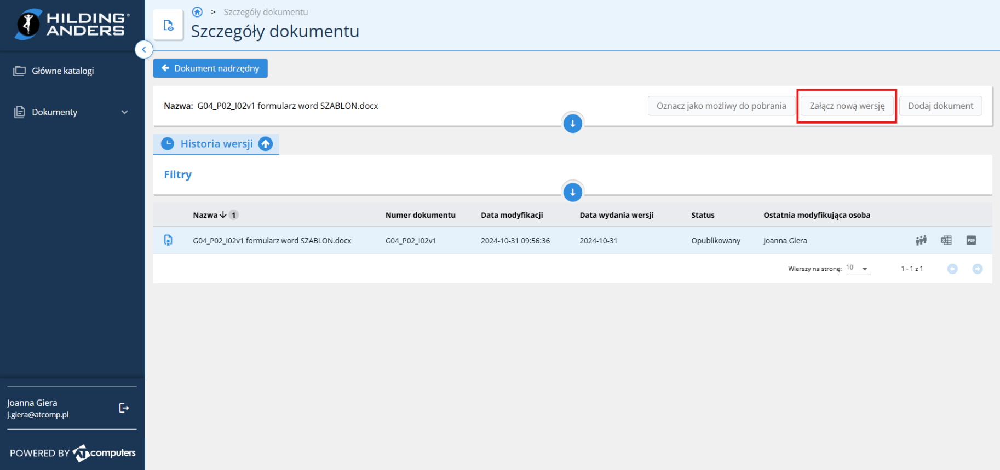 HILDING®
ANDERS
Główne katalogi
Dokumenty
Joanna Giera
j.giera@atcomp.pl
POWERED BY ATcomputers
> Szczegóły dokumentu
Szczegóły dokumentu
Dokument nadrzędny
Nazwa: G04_P02_I02v1 formularz word SZABLON.docx
Oznacz jako możliwy do pobrania Załącz nową wersję Dodaj dokument
Historia wersji
Filtry
Nazwa 1 Numer dokumentu Data modyfikacji Data wydania wersji Status Ostatnia modyfikująca osoba
G04_P02_I02v1 formularz word SZABLON.docx G04_P02_I02v1 2024-10-31 09:56:36 2024-10-31 Opublikowany Joanna Giera PDF
Wierszy na stronę: 10 1 - 1 z 1